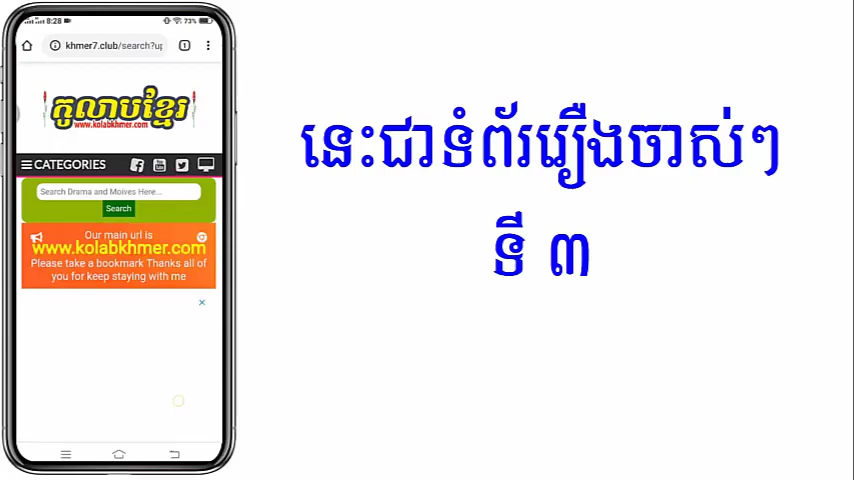 8:28
73%
khmer7.club/search?up
1
កូលាបខ្មែរ
www.kolabkhmer.com
CATEGORIES
Search Drama and Moives Here...
Search
Our main url is
www.kolabkhmer.com
Please take a bookmark Thanks all of
you for keep staying with me
នេះជាទំព័ររឿងចាស់ៗ
ទី ៣